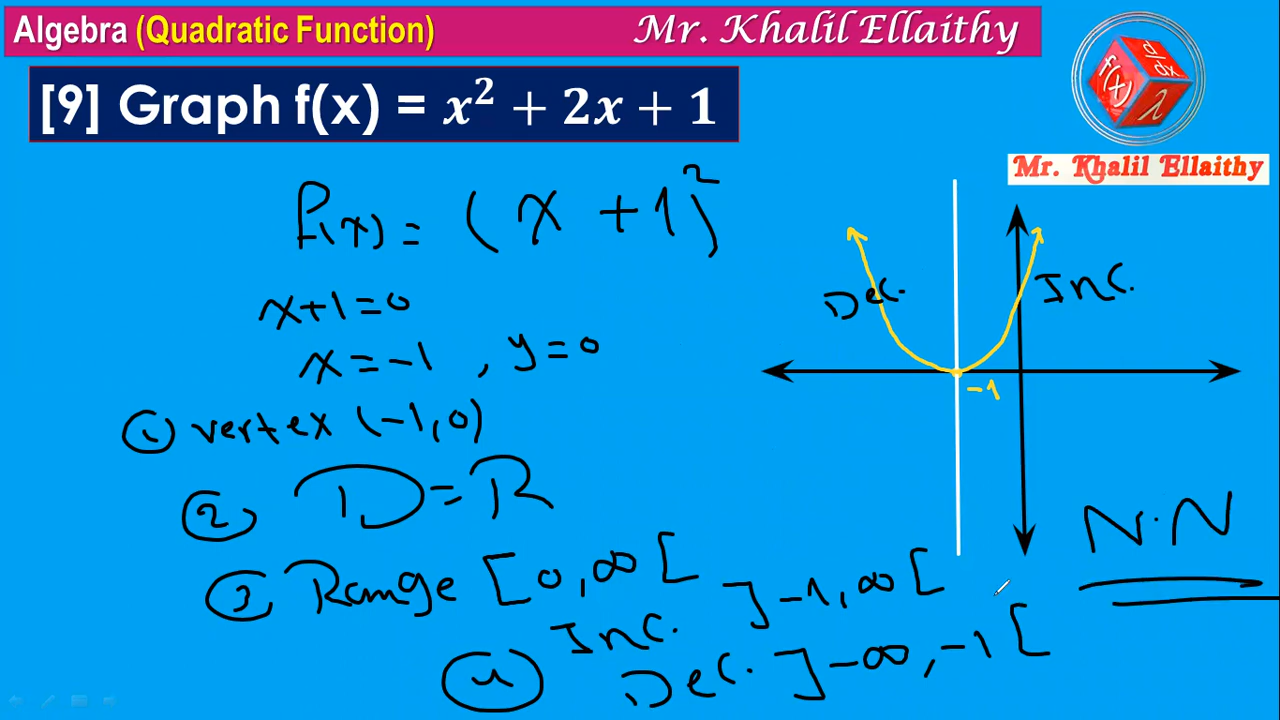 Algebra (Quadratic Function)
Mr. Khalil Ellaithy
[9] Graph f(x) = x² + 2x + 1
f(x)
d/dx
λ
Mr. Khalil Ellaithy
f(x) = (x + 1)²
x+1=0
x=-1 , y=0
① vertex (-1,0)
② D=R
③ Range [0,∞[
④ Inc. ]-1,∞[
Dec. ]-∞,-1[
Dec.
Inc.
-1
N.N